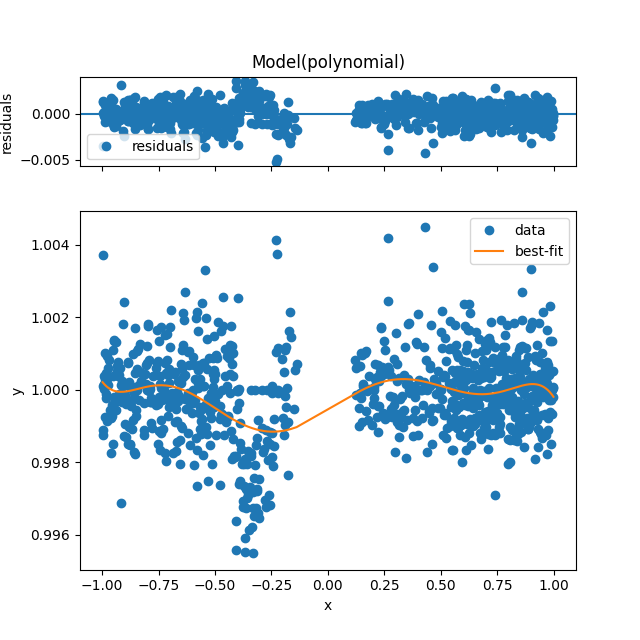 Model(polynomial)
residuals
0.000
−0.005
residuals
y
1.004
1.002
1.000
0.998
0.996
data
best-fit
−1.00 −0.75 −0.50 −0.25 0.00 0.25 0.50 0.75 1.00
x